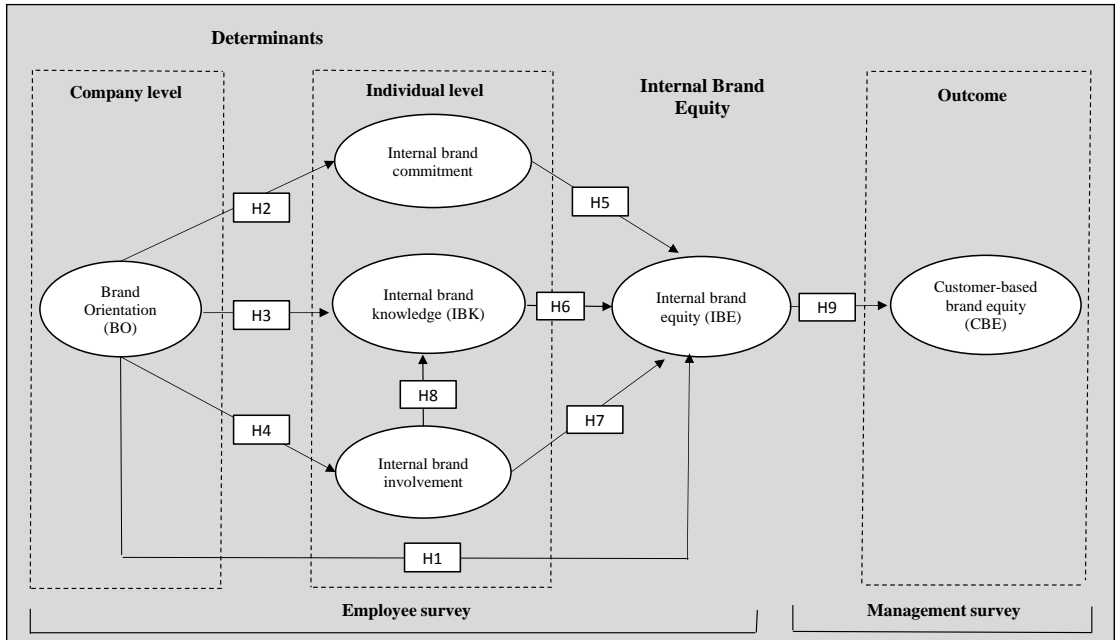 Determinants
Company level
Individual level
Internal Brand
Equity
Outcome
Internal brand
commitment
H2
H5
Brand
Orientation
(BO)
H3
Internal brand
knowledge (IBK)
H6
Internal brand
equity (IBE)
H9
Customer-based
brand equity
(CBE)
H8
H4
H7
Internal brand
involvement
H1
Employee survey
Management survey